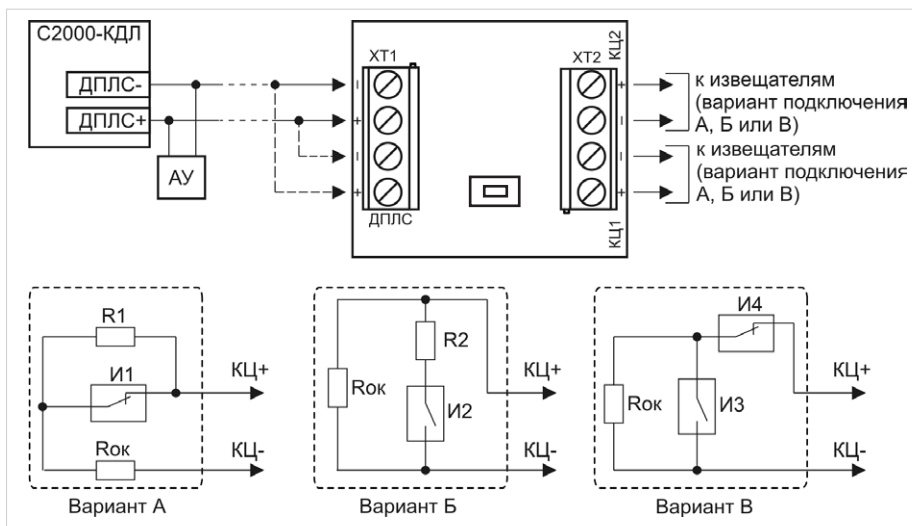 С2000-КДЛ
ДПЛС-
ДПЛС+
АУ
XT1
–
+
–
+
ДПЛС
XT2
КЦ2
+
–
–
+
КЦ1
к извещателям
(вариант подключения
А, Б или В)
к извещателям
(вариант подключения
А, Б или В)
R1
И1
Rок
КЦ+
КЦ-
Вариант А
Rок
R2
И2
КЦ+
КЦ-
Вариант Б
И4
Rок
И3
КЦ+
КЦ-
Вариант В